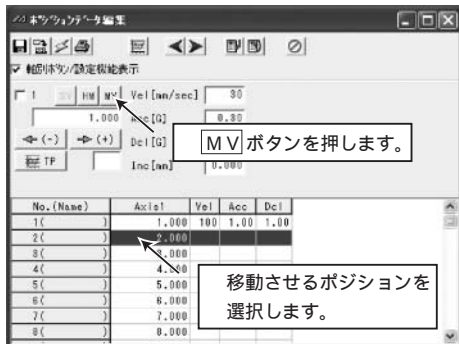 ポジションデータ編集
軸別ボタン/設定機能表示
1 SV HM MV Vel[mm/sec] 30
1.000 Acc[G] 0.30
(-) (+) Dcl[G]
MVボタンを押します。
TP Inc[mm] 0.000
No.(Name) Axis1 Vel Acc Dcl
1( ) 1.000 100 1.00 1.00
2( ) 2.000
3( ) 3.000
4( ) 4.000
5( ) 5.000
6( ) 6.000
7( ) 7.000
8( ) 8.000
移動させるポジションを
選択します。